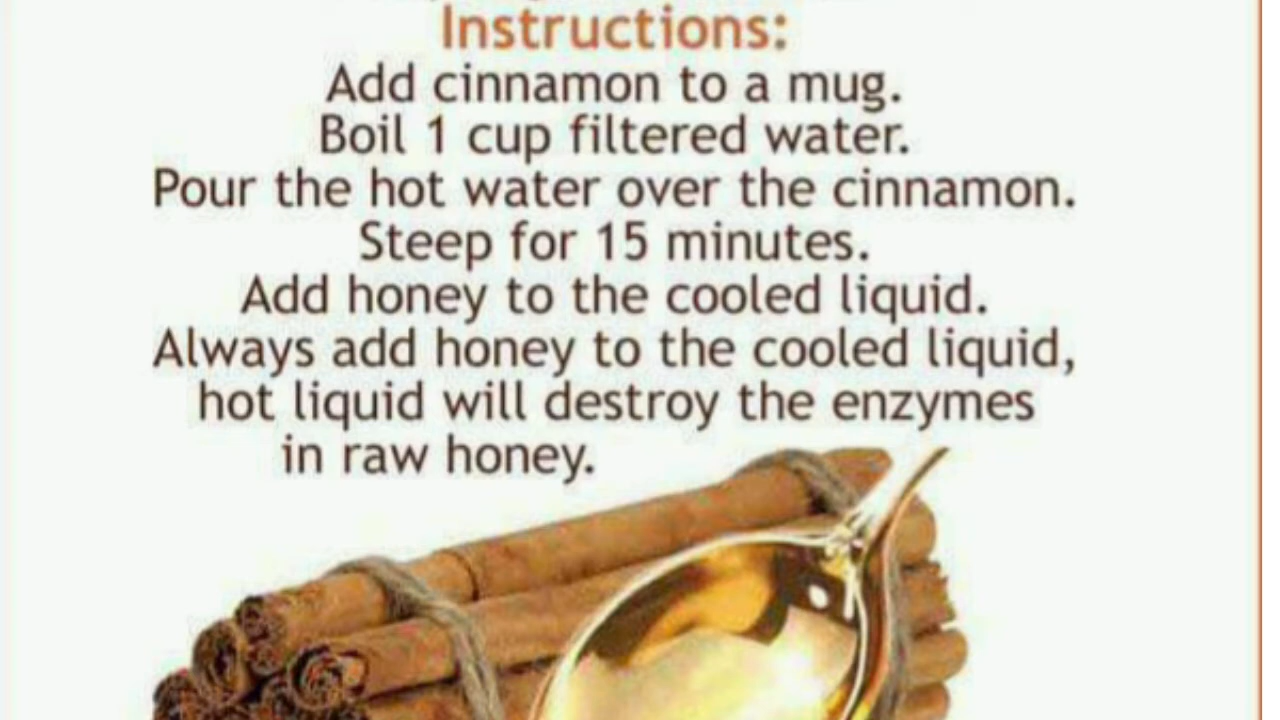 Instructions:
Add cinnamon to a mug.
Boil 1 cup filtered water.
Pour the hot water over the cinnamon.
Steep for 15 minutes.
Add honey to the cooled liquid.
Always add honey to the cooled liquid,
hot liquid will destroy the enzymes
in raw honey.